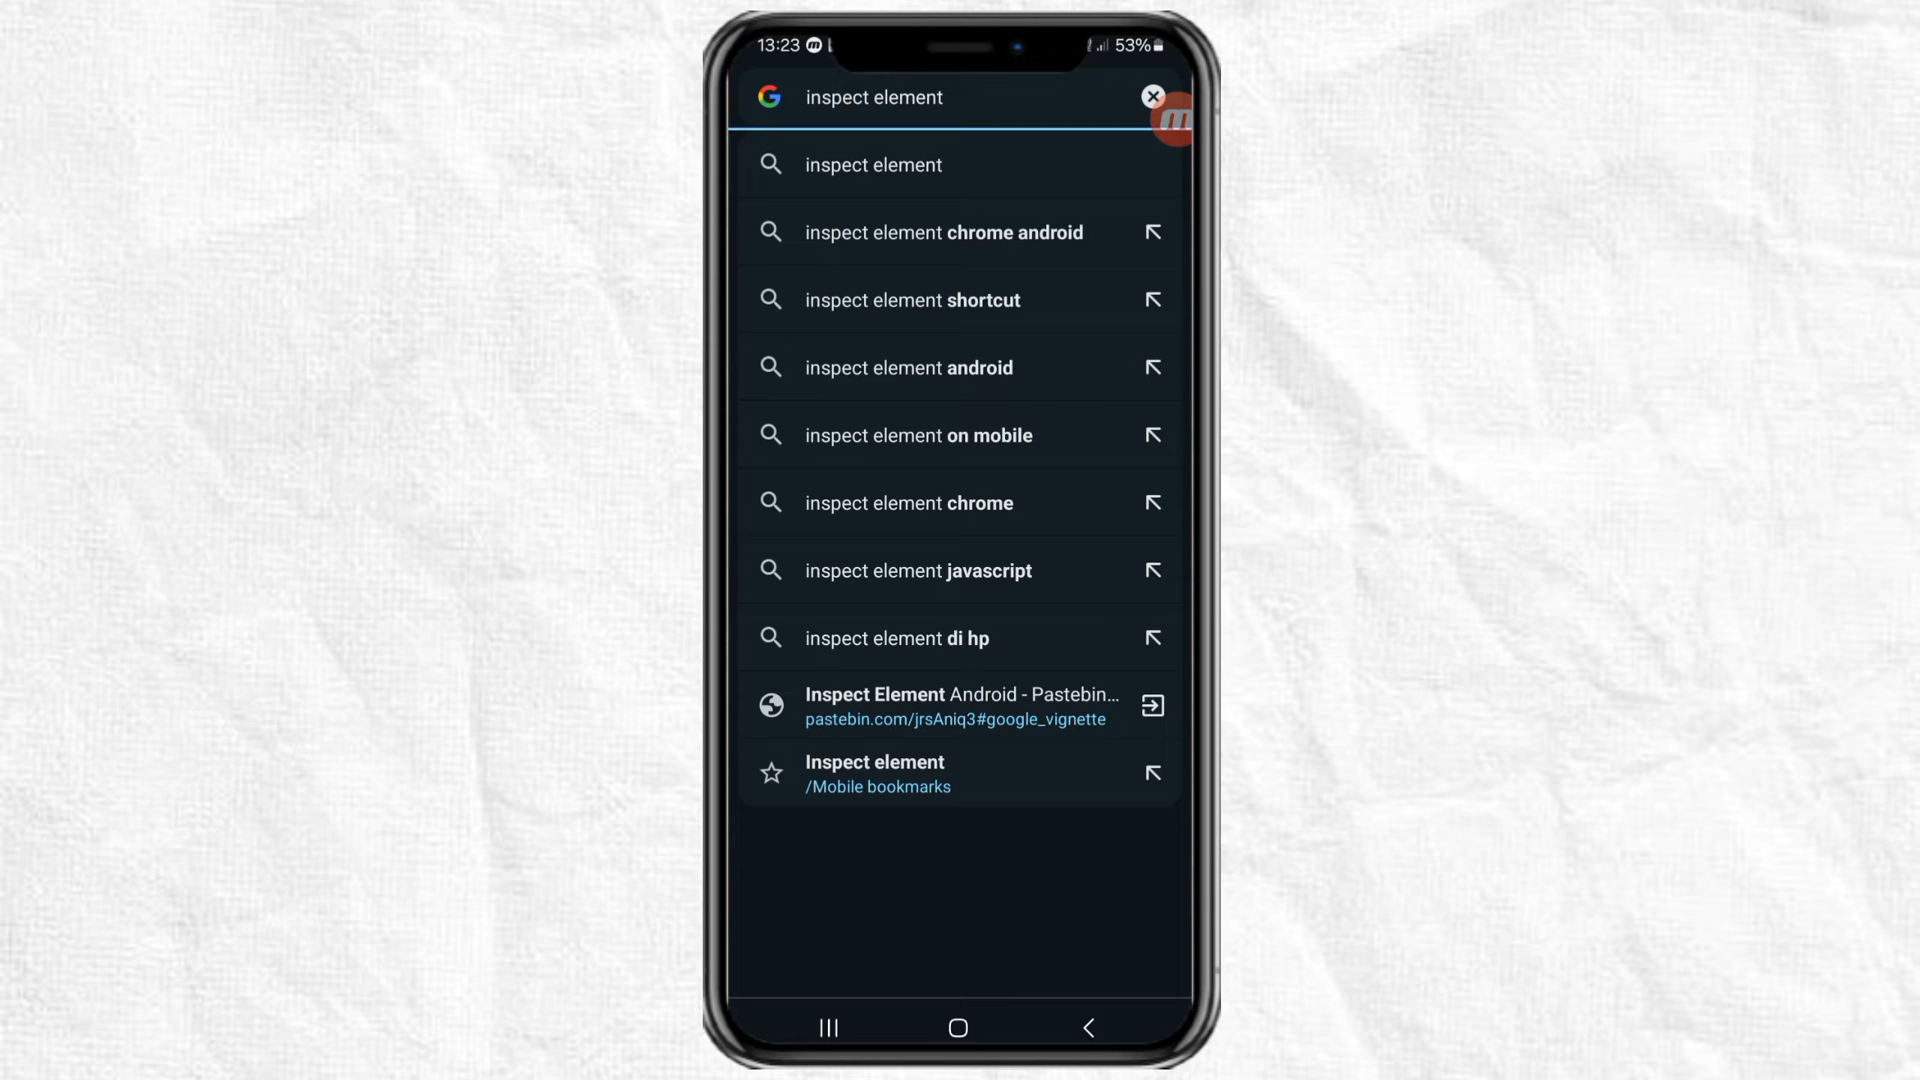 13:23
53%
inspect element
inspect element
inspect element chrome android
inspect element shortcut
inspect element android
inspect element on mobile
inspect element chrome
inspect element javascript
inspect element di hp
Inspect Element Android - Pastebin...
pastebin.com/jrsAniq3#google_vignette
Inspect element
/Mobile bookmarks